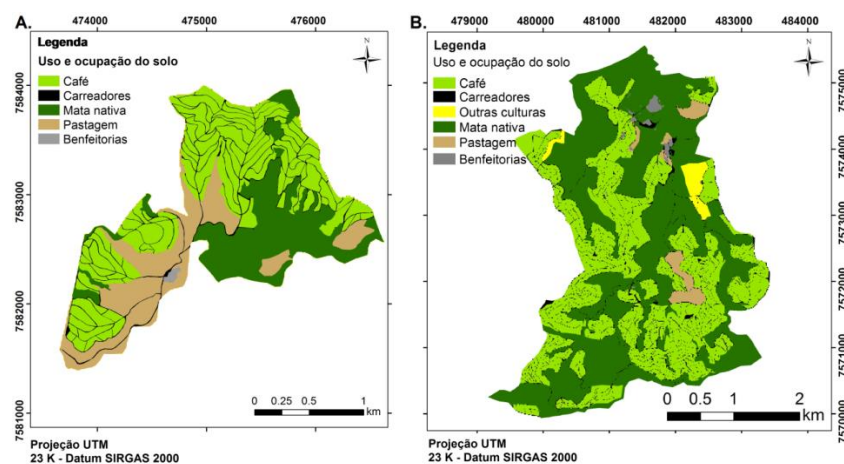 A.
474000 475000 476000
Legenda
Uso e ocupação do solo
Café
Carreadores
Mata nativa
Pastagem
Benfeitorias
N
7584000
7583000
7582000
7581000
0 0.25 0.5 1
km
Projeção UTM
23 K - Datum SIRGAS 2000
B.
479000 480000 481000 482000 483000 484000
Legenda
Uso e ocupação do solo
Café
Carreadores
Outras culturas
Mata nativa
Pastagem
Benfeitorias
N
7575000
7574000
7573000
7572000
7571000
7570000
0 0.5 1 2
km
Projeção UTM
23 K - Datum SIRGAS 2000